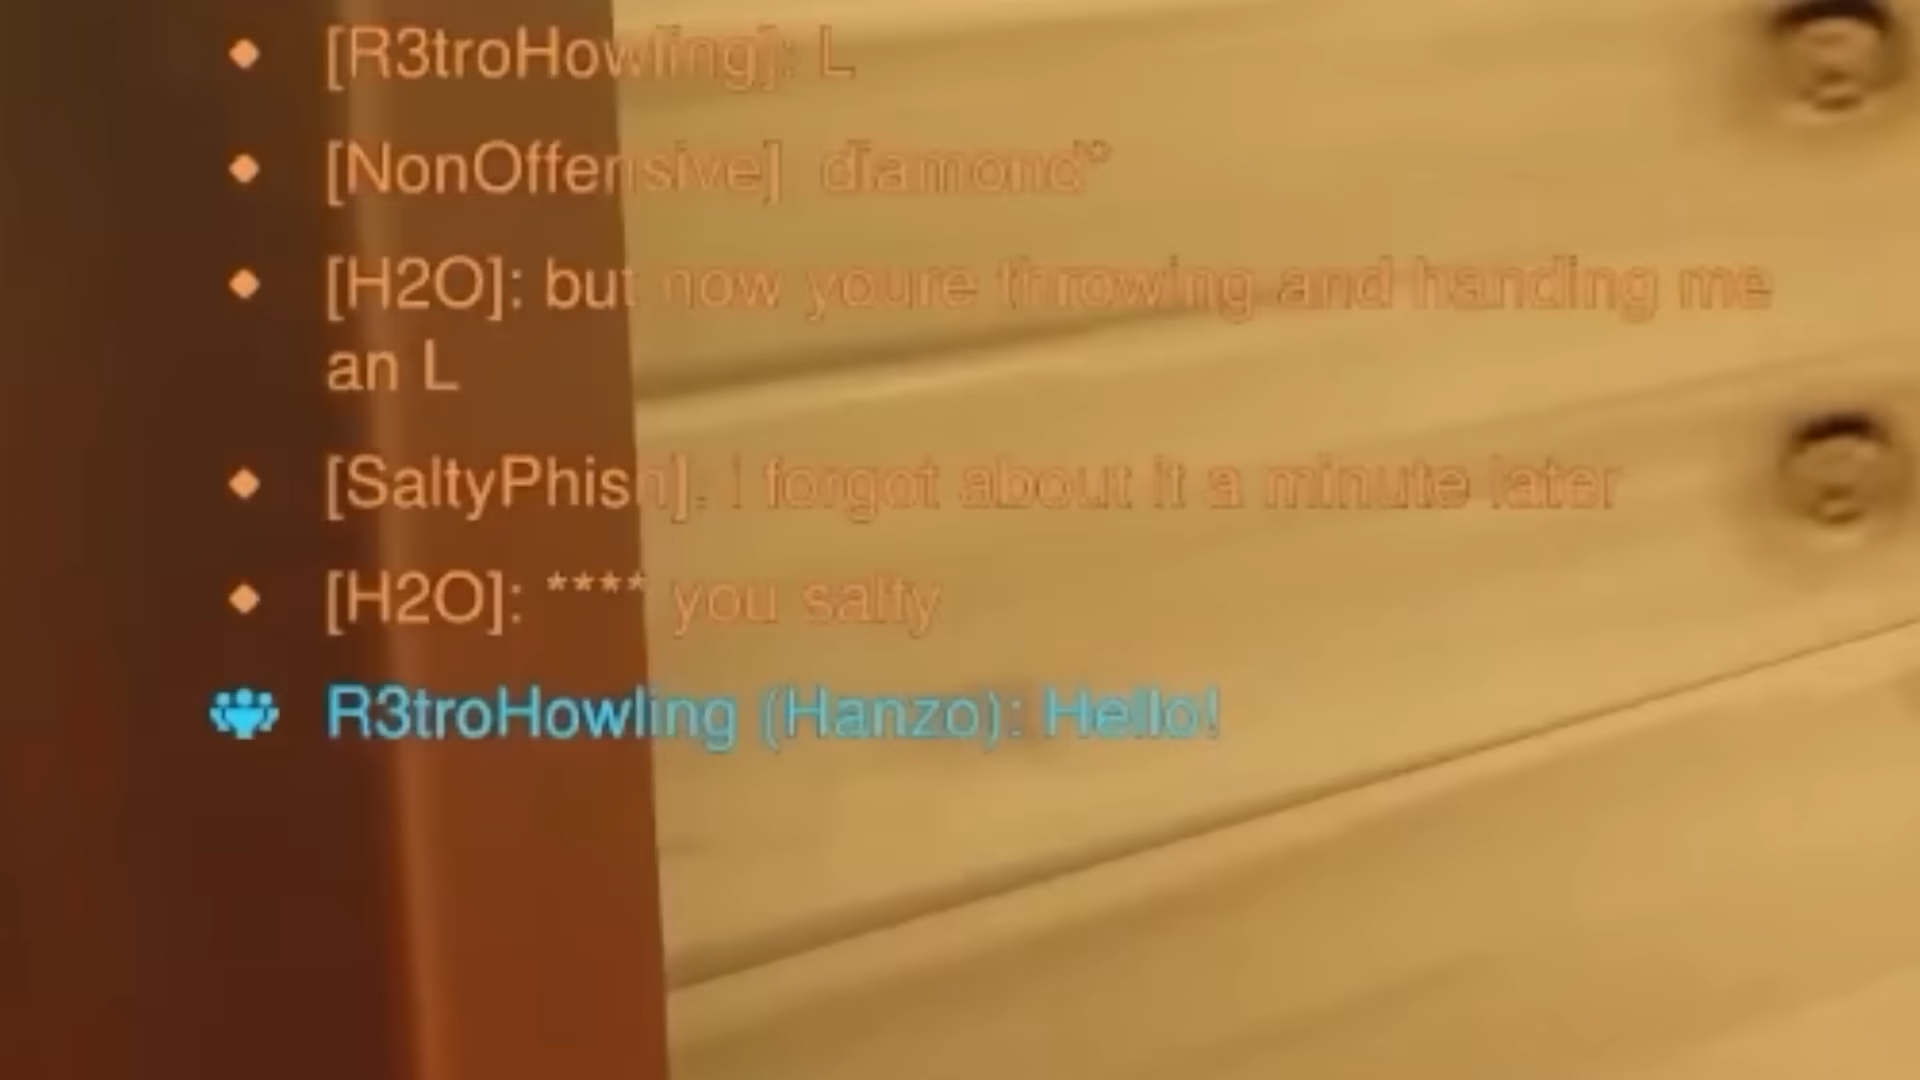 [R3troHowling]: L
[NonOffensive]: diamond*
[H2O]: but now youre throwing and handing me
an L
[SaltyPhish]: I forgot about it a minute later
[H2O]: **** you salty
R3troHowling (Hanzo): Hello!